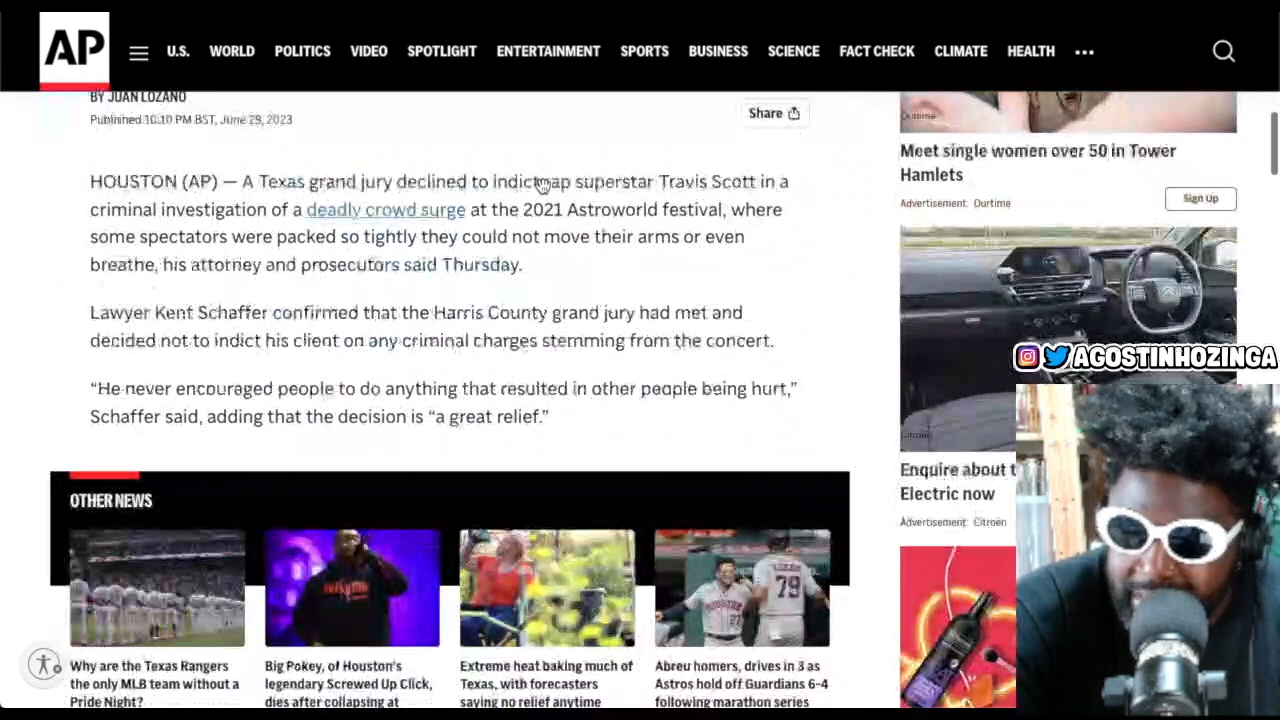 AP
U.S. WORLD POLITICS VIDEO SPOTLIGHT ENTERTAINMENT SPORTS BUSINESS SCIENCE FACT CHECK CLIMATE HEALTH
BY JUAN LOZANO
Published 10:10 PM BST, June 29, 2023
Share
HOUSTON (AP) — A Texas grand jury declined to indict rap superstar Travis Scott in a
criminal investigation of a deadly crowd surge at the 2021 Astroworld festival, where
some spectators were packed so tightly they could not move their arms or even
breathe, his attorney and prosecutors said Thursday.
Lawyer Kent Schaffer confirmed that the Harris County grand jury had met and
decided not to indict his client on any criminal charges stemming from the concert.
“He never encouraged people to do anything that resulted in other people being hurt,”
Schaffer said, adding that the decision is “a great relief.”
OTHER NEWS
Why are the Texas Rangers
the only MLB team without a
Pride Night?
Big Pokey, of Houston's
legendary Screwed Up Click,
dies after collapsing at
Extreme heat baking much of
Texas, with forecasters
saying no relief anytime
Abreu homers, drives in 3 as
Astros hold off Guardians 6-4
following marathon series
79
Ourtime
Meet single women over 50 in Tower
Hamlets
Advertisement: Ourtime
Sign Up
AGOSTINHOZINGA
Citroën
Enquire about t
Electric now
Advertisement: Citroën